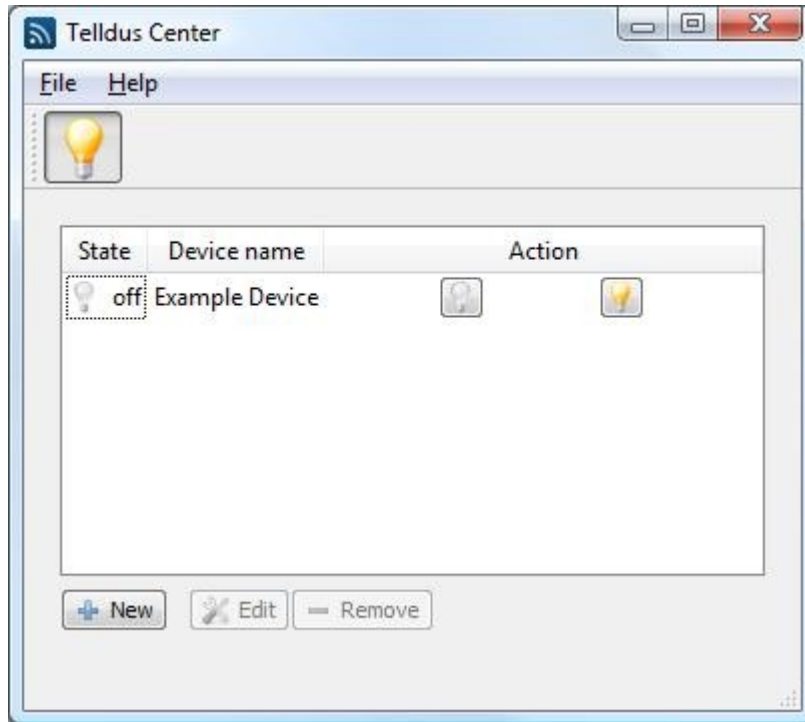 Telldus Center
File Help
State Device name Action
off Example Device
New Edit Remove